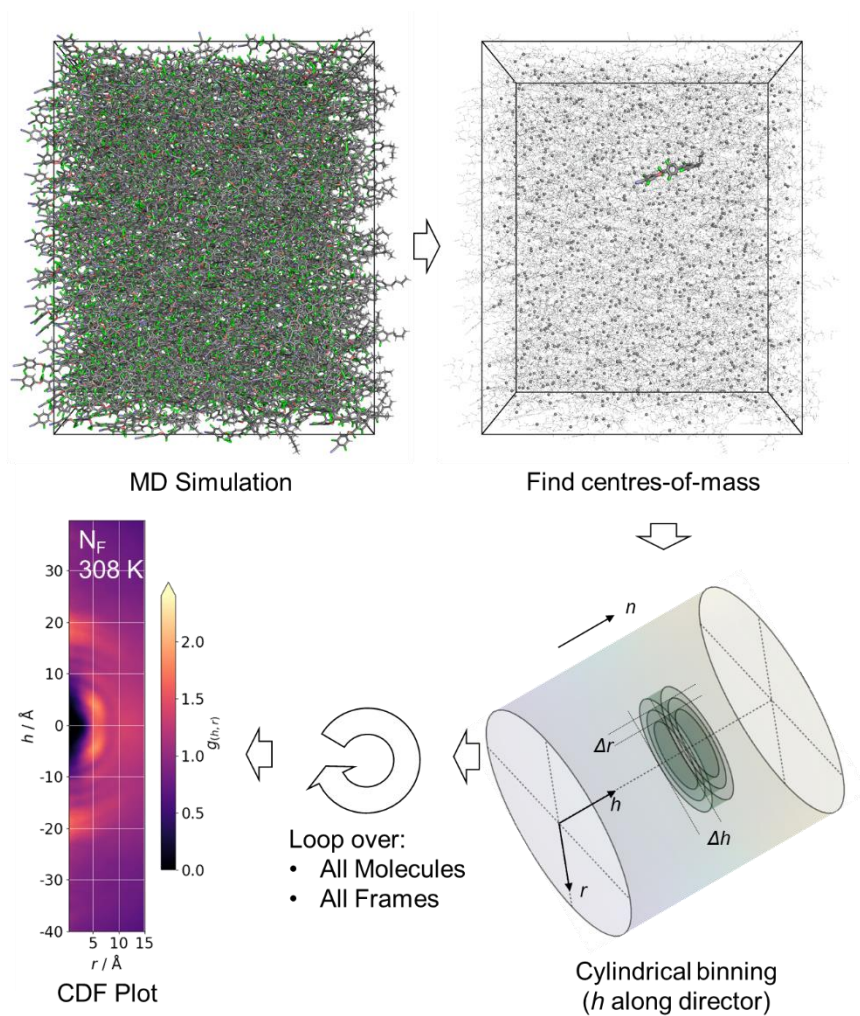 MD Simulation
Find centres-of-mass
n
Δr
h
Δh
r
Cylindrical binning
(h along director)
Loop over:
• All Molecules
• All Frames
N_F
308 K
30
20
10
0
-10
-20
-30
-40
h / Å
5 10 15
r / Å
2.0
1.5
1.0
0.5
0.0
g(h,r)
CDF Plot